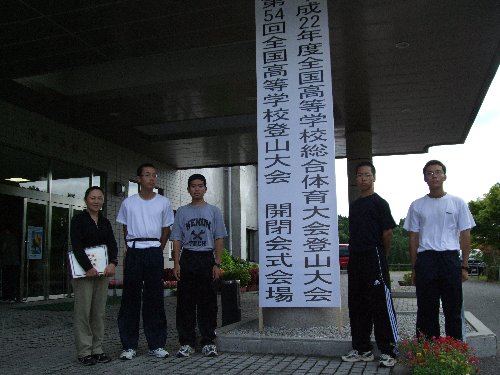 成22年度全国高等学校総合体育大会登山大会
第54回全国高等学校登山大会 開閉会式会場